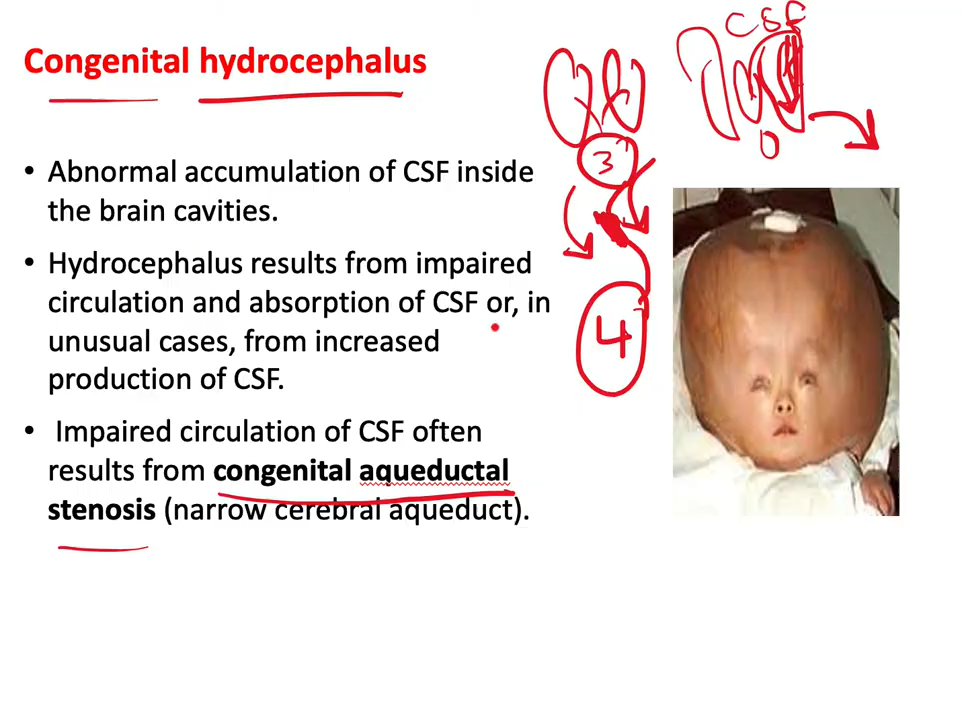 Congenital hydrocephalus
CSF
3
4
• Abnormal accumulation of CSF inside
the brain cavities.
• Hydrocephalus results from impaired
circulation and absorption of CSF or, in
unusual cases, from increased
production of CSF.
• Impaired circulation of CSF often
results from congenital aqueductal
stenosis (narrow cerebral aqueduct).